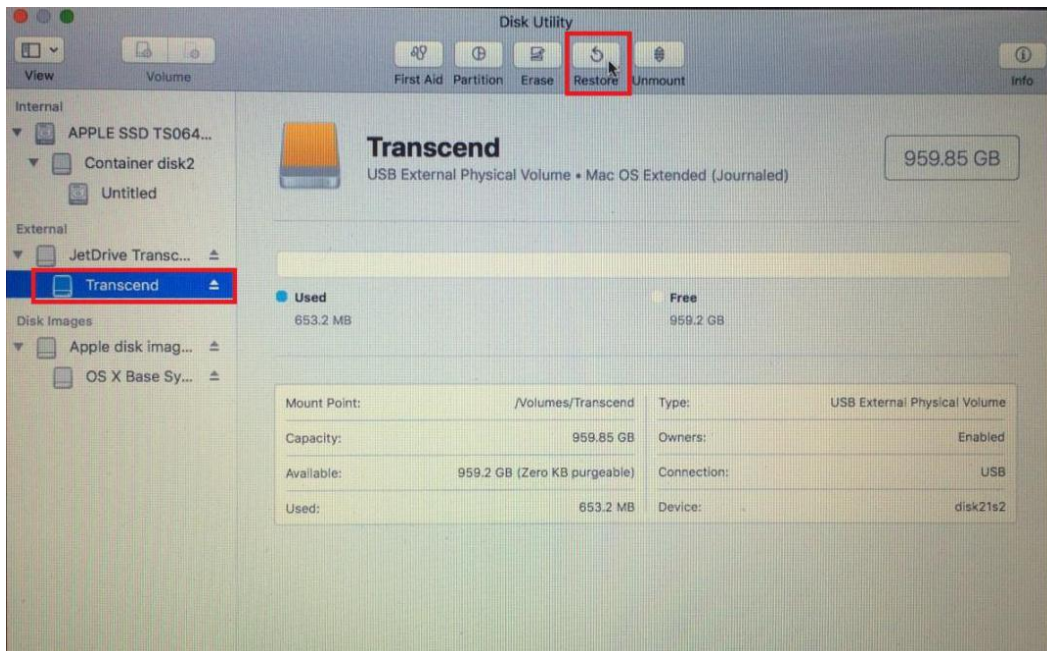 Disk Utility
View
Volume
First Aid
Partition
Erase
Restore
Unmount
Info
Internal
APPLE SSD TS064...
Container disk2
Untitled
External
JetDrive Transc...
Transcend
Disk Images
Apple disk imag...
OS X Base Sy...
Transcend
USB External Physical Volume • Mac OS Extended (Journaled)
959.85 GB
Used
653.2 MB
Free
959.2 GB
Mount Point: /Volumes/Transcend
Capacity: 959.85 GB
Available: 959.2 GB (Zero KB purgeable)
Used: 653.2 MB
Type: USB External Physical Volume
Owners: Enabled
Connection: USB
Device: disk21s2